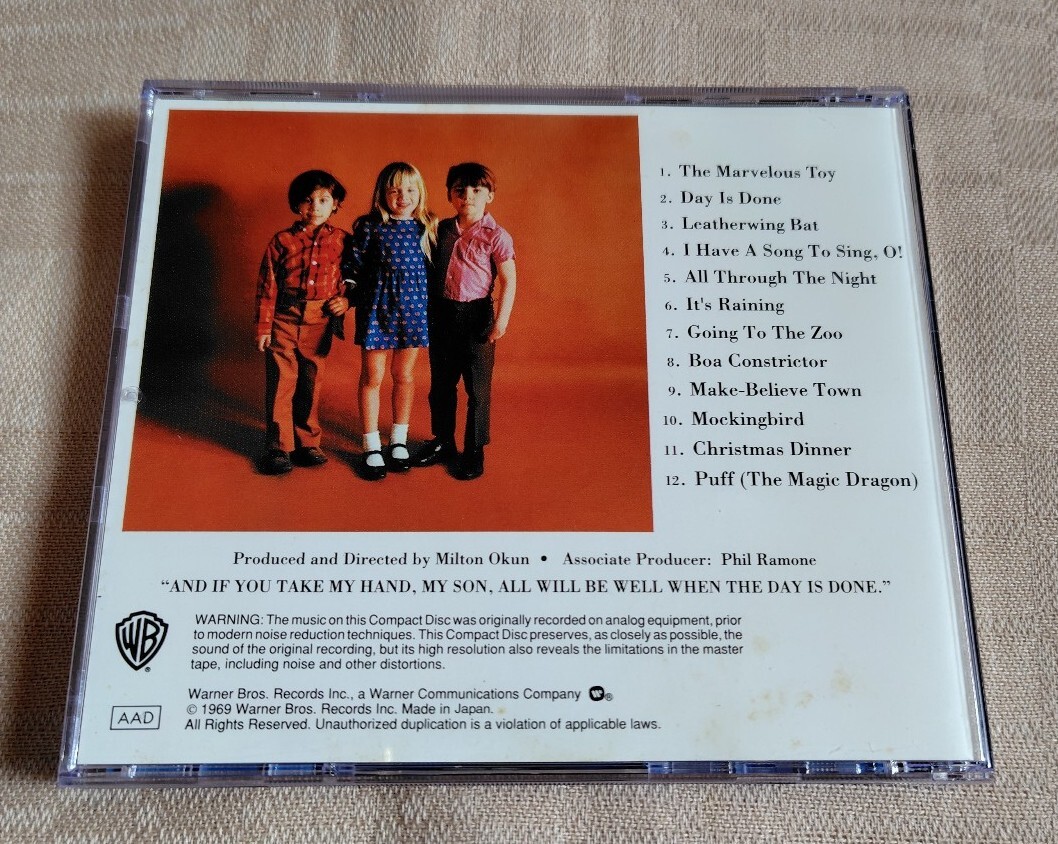 1. The Marvelous Toy
2. Day Is Done
3. Leatherwing Bat
4. I Have A Song To Sing, O!
5. All Through The Night
6. It's Raining
7. Going To The Zoo
8. Boa Constrictor
9. Make-Believe Town
10. Mockingbird
11. Christmas Dinner
12. Puff (The Magic Dragon)
Produced and Directed by Milton Okun • Associate Producer: Phil Ramone
“AND IF YOU TAKE MY HAND, MY SON, ALL WILL BE WELL WHEN THE DAY IS DONE.”
WB
®
WARNING: The music on this Compact Disc was originally recorded on analog equipment, prior
to modern noise reduction techniques. This Compact Disc preserves, as closely as possible, the
sound of the original recording, but its high resolution also reveals the limitations in the master
tape, including noise and other distortions.
Warner Bros. Records Inc., a Warner Communications Company ®
© 1969 Warner Bros. Records Inc. Made in Japan.
AAD
All Rights Reserved. Unauthorized duplication is a violation of applicable laws.